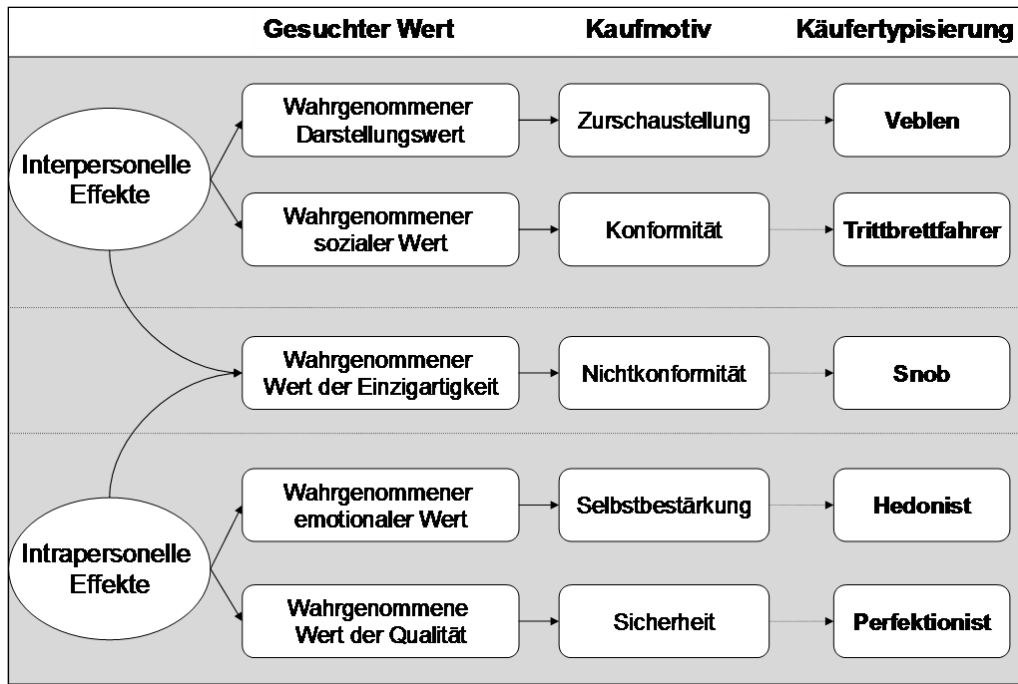 Gesuchter Wert
Kaufmotiv
Käufertypisierung
Interpersonelle
Effekte
Wahrgenommener
Darstellungswert
Zurschaustellung
Veblen
Wahrgenommener
sozialer Wert
Konformität
Trittbrettfahrer
Wahrgenommener
Wert der Einzigartigkeit
Nichtkonformität
Snob
Intrapersonelle
Effekte
Wahrgenommener
emotionaler Wert
Selbstbestärkung
Hedonist
Wahrgenommene
Wert der Qualität
Sicherheit
Perfektionist